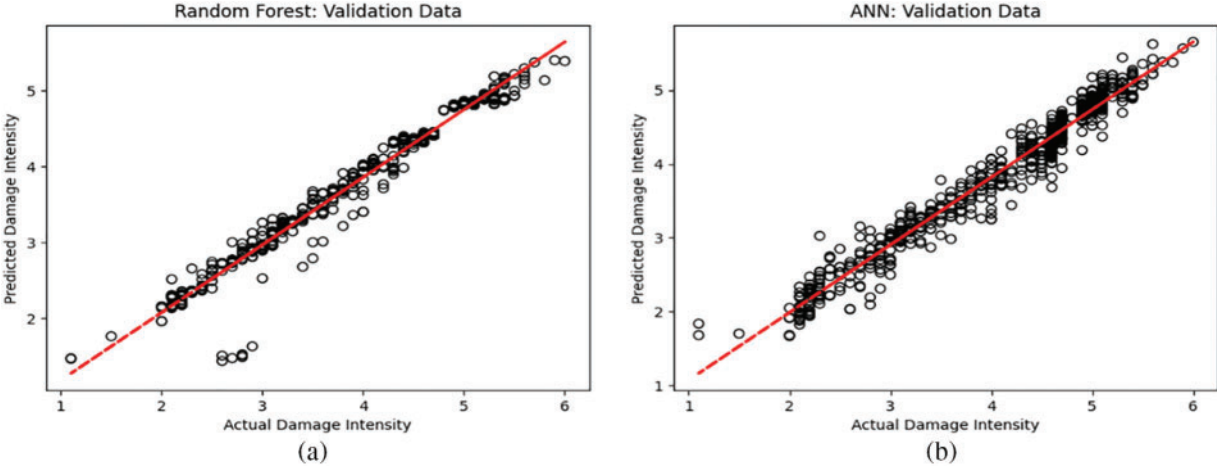 Random Forest: Validation Data
5
4
3
2
Predicted Damage Intensity
1 2 3 4 5 6
Actual Damage Intensity
(a)
ANN: Validation Data
5
4
3
2
1
Predicted Damage Intensity
1 2 3 4 5 6
Actual Damage Intensity
(b)